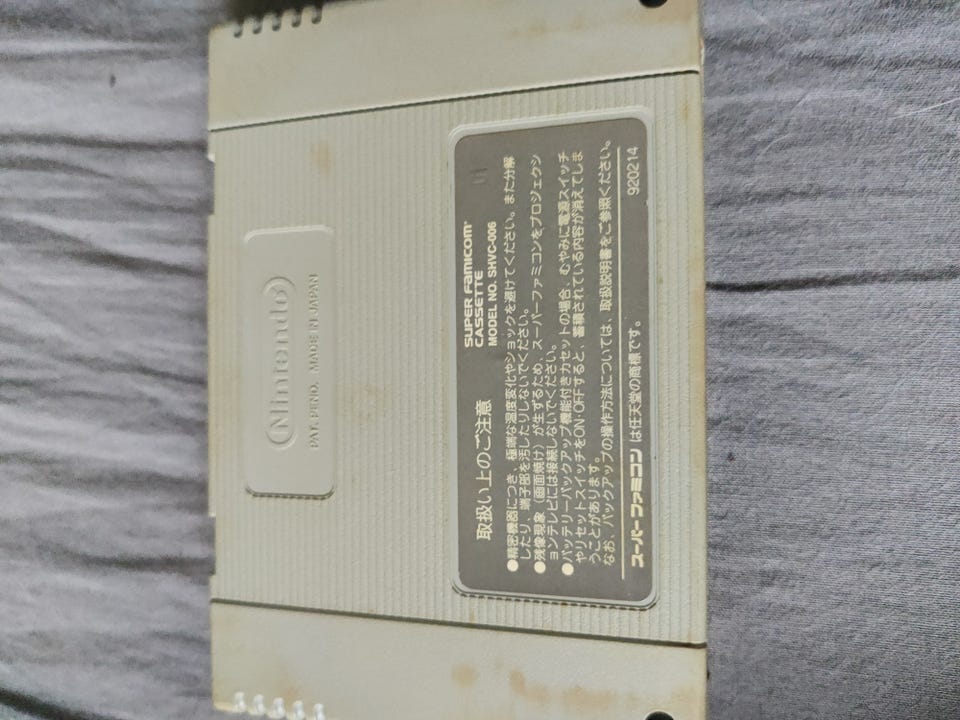 Nintendo
PAT. PEND. MADE IN JAPAN
取扱い上のご注意
SUPER FAMICOM
CASSETTE
MODEL NO. SHVC-006
●精密機器につき、極端な温度変化やショックを避けてください。また分解
したり、端子部を汚したりしないでください。
●残像現象（画面焼け）が生ずるため、スーパーファミコンをプロジェクシ
ョンテレビには接続しないでください。
●バッテリーバックアップ機能付きカセットの場合、むやみに電源スイッチ
やリセットスイッチをON・OFFすると、蓄積されている内容が消えてしま
うことがあります。
なお、バックアップの操作方法については、取扱説明書をご参照ください。
スーパーファミコン は任天堂の商標です。
920214